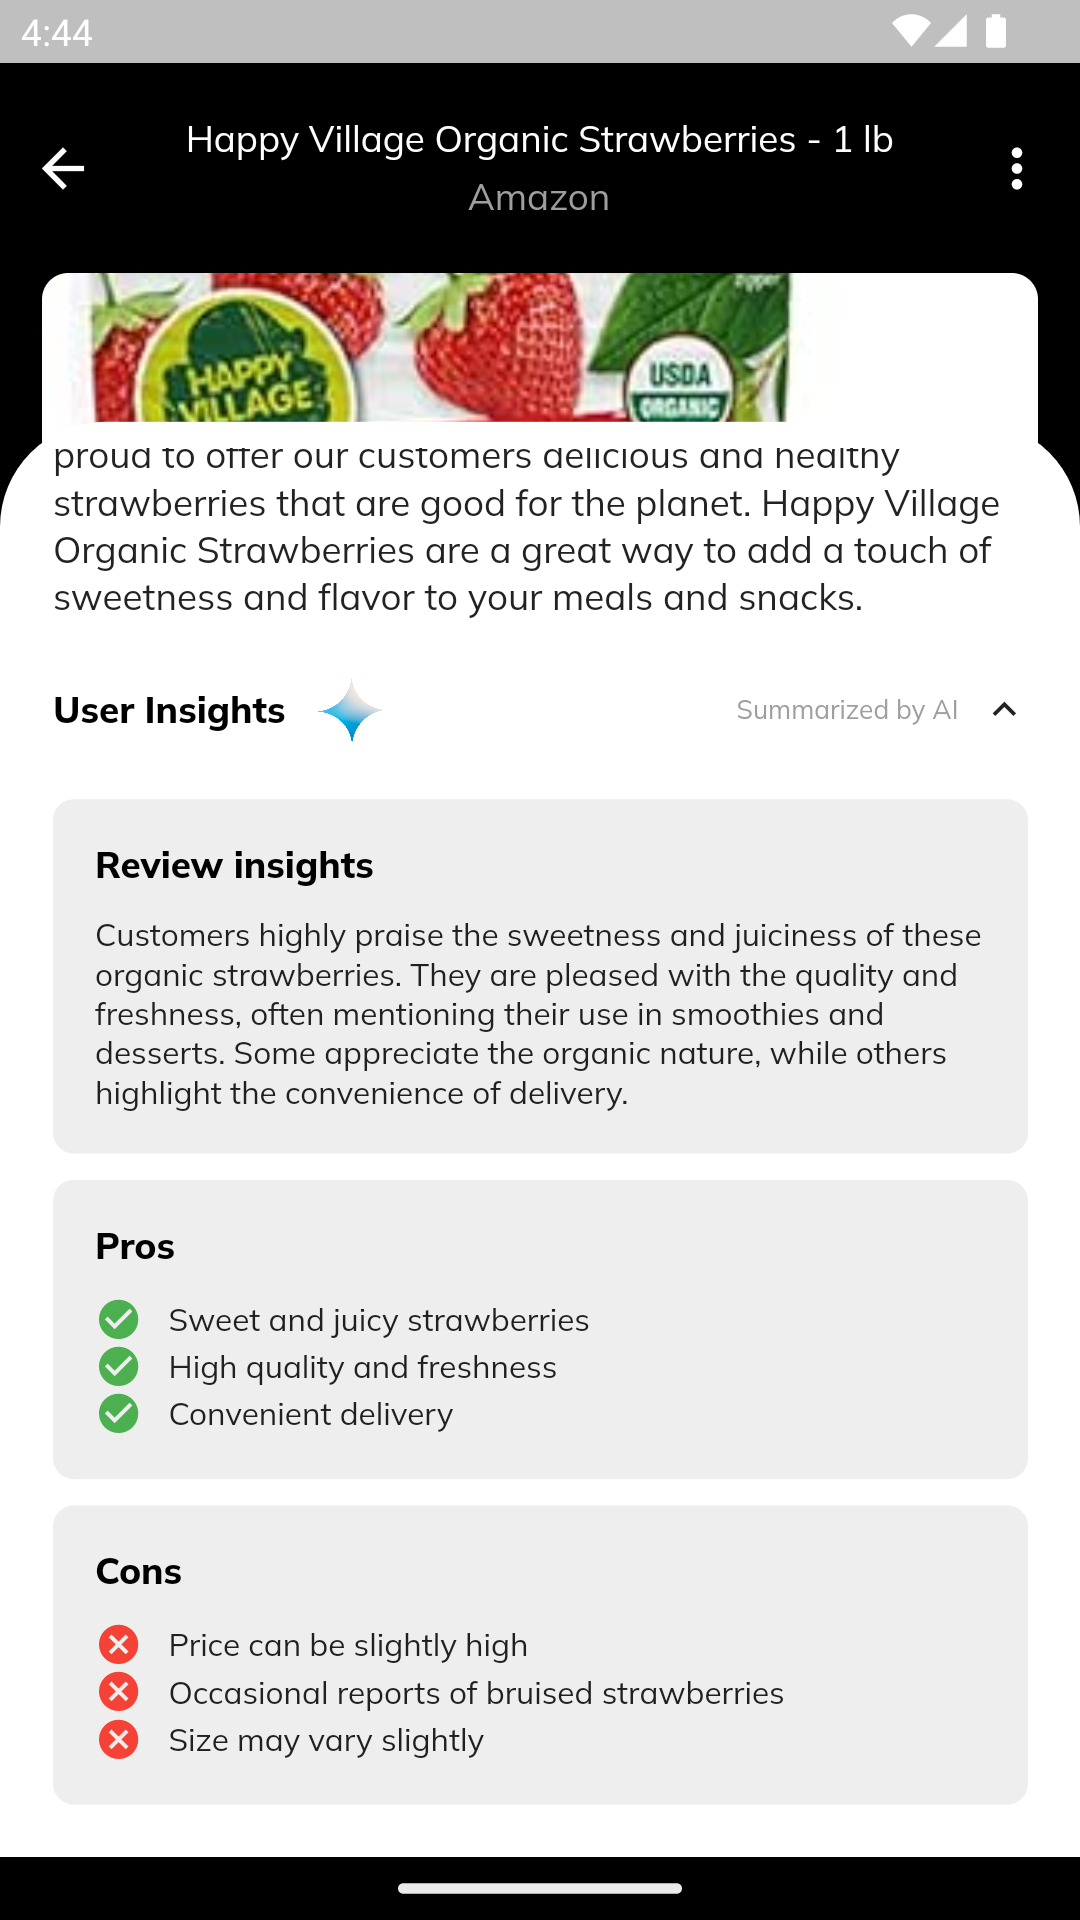 4:44
Happy Village Organic Strawberries - 1 lb
Amazon
HAPPY
VILLAGE
USDA
ORGANIC
proud to offer our customers delicious and healthy
strawberries that are good for the planet. Happy Village
Organic Strawberries are a great way to add a touch of
sweetness and flavor to your meals and snacks.
User Insights
Summarized by AI
Review insights
Customers highly praise the sweetness and juiciness of these
organic strawberries. They are pleased with the quality and
freshness, often mentioning their use in smoothies and
desserts. Some appreciate the organic nature, while others
highlight the convenience of delivery.
Pros
Sweet and juicy strawberries
High quality and freshness
Convenient delivery
Cons
Price can be slightly high
Occasional reports of bruised strawberries
Size may vary slightly